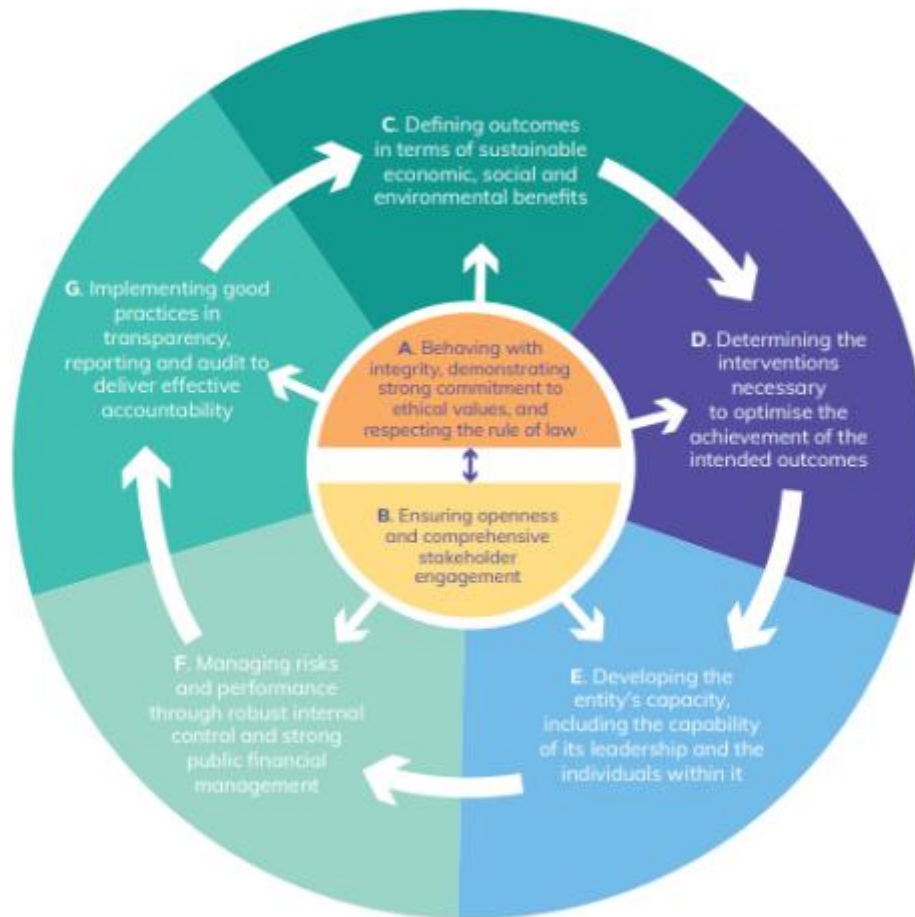 C. Defining outcomes
in terms of sustainable
economic, social and
environmental benefits
G. Implementing good
practices in
transparency,
reporting and audit to
deliver effective
accountability
A. Behaving with
integrity, demonstrating
strong commitment to
ethical values, and
respecting the rule of law
D. Determining the
interventions
necessary
to optimise the
achievement of the
intended outcomes
B. Ensuring openness
and comprehensive
stakeholder
engagement
F. Managing risks
and performance
through robust internal
control and strong
public financial
management
E. Developing the
entity's capacity,
including the capability
of its leadership and the
individuals within it